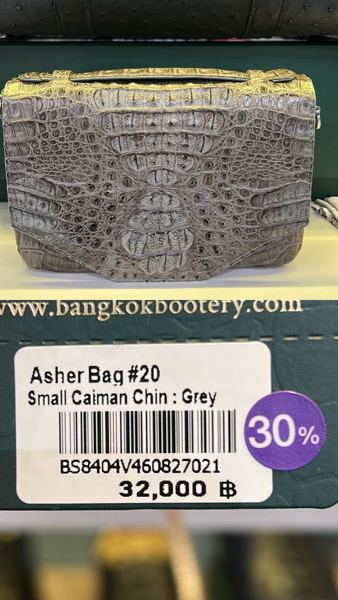 www.bangkokbootery.com
Asher Bag #20
Small Caiman Chin : Grey
30%
BS8404V460827021
32,000 ฿